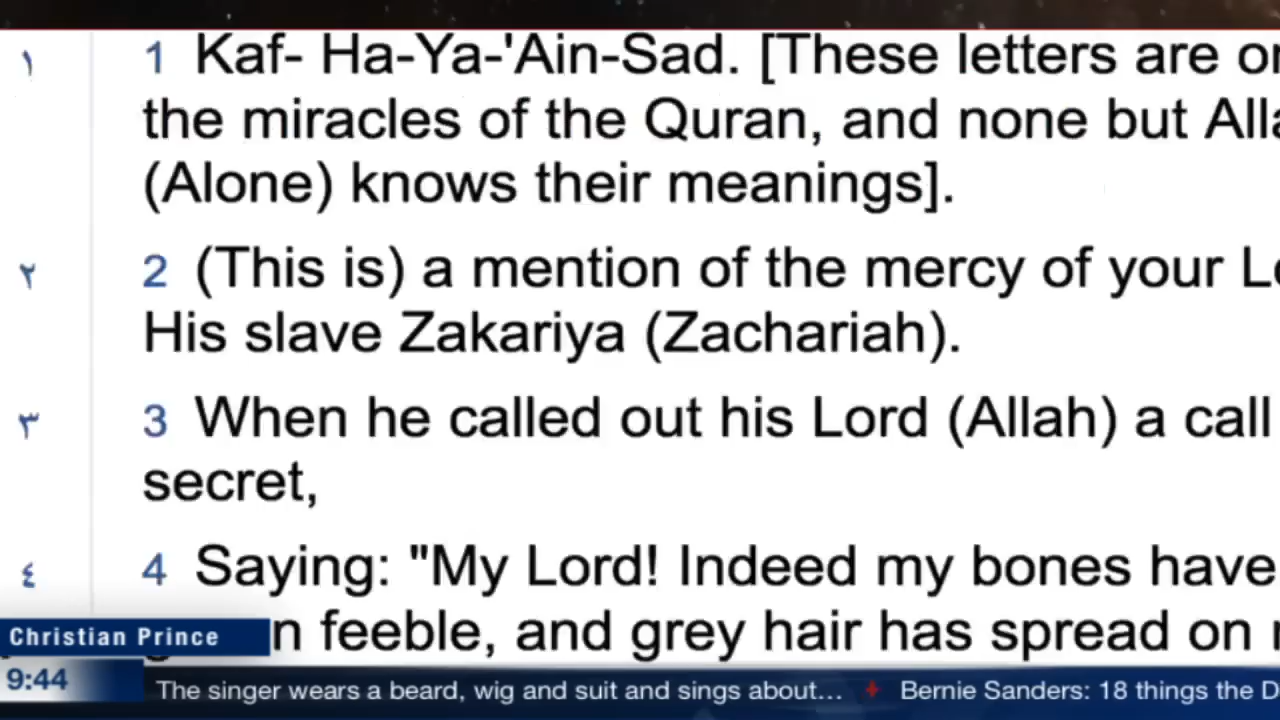 ١
1 Kaf- Ha-Ya-'Ain-Sad. [These letters are
the miracles of the Quran, and none but
(Alone) knows their meanings].
٢
2 (This is) a mention of the mercy of your
His slave Zakariya (Zachariah).
٣
3 When he called out his Lord (Allah) a call
secret,
٤
4 Saying: "My Lord! Indeed my bones have
feeble, and grey hair has spread on
Christian Prince
9:44
The singer wears a beard, wig and suit and sings about... Bernie Sanders: 18 things the